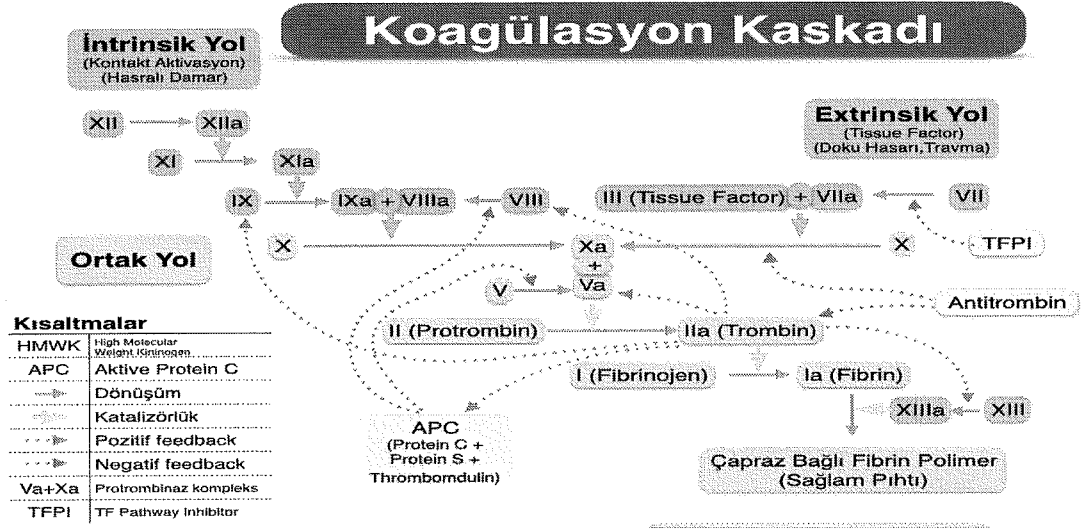 Koagülasyon Kaskadı
İntrinsik Yol
(Kontakt Aktivasyon)
(Hasralı Damar)
Extrinsik Yol
(Tissue Factor)
(Doku Hasarı,Travma)
XII
XIIa
XI
XIa
IX
IXa + VIIIa
VIII
III (Tissue Factor) + VIIa
VII
X
Xa
X
TFPI
+
Ortak Yol
V
Va
Antitrombin
II (Protrombin)
IIa (Trombin)
I (Fibrinojen)
Ia (Fibrin)
XIIIa
XIII
APC
(Protein C +
Protein S +
Thrombomdulin)
Çapraz Bağlı Fibrin Polimer
(Sağlam Pıhtı)
Kısaltmalar
HMWK High Molecular
Weight Kininogen
APC Aktive Protein C
Dönüşüm
Katalizörlük
Pozitif feedback
Negatif feedback
Va+Xa Protrombinaz kompleks
TFPI TF Pathway Inhibitor